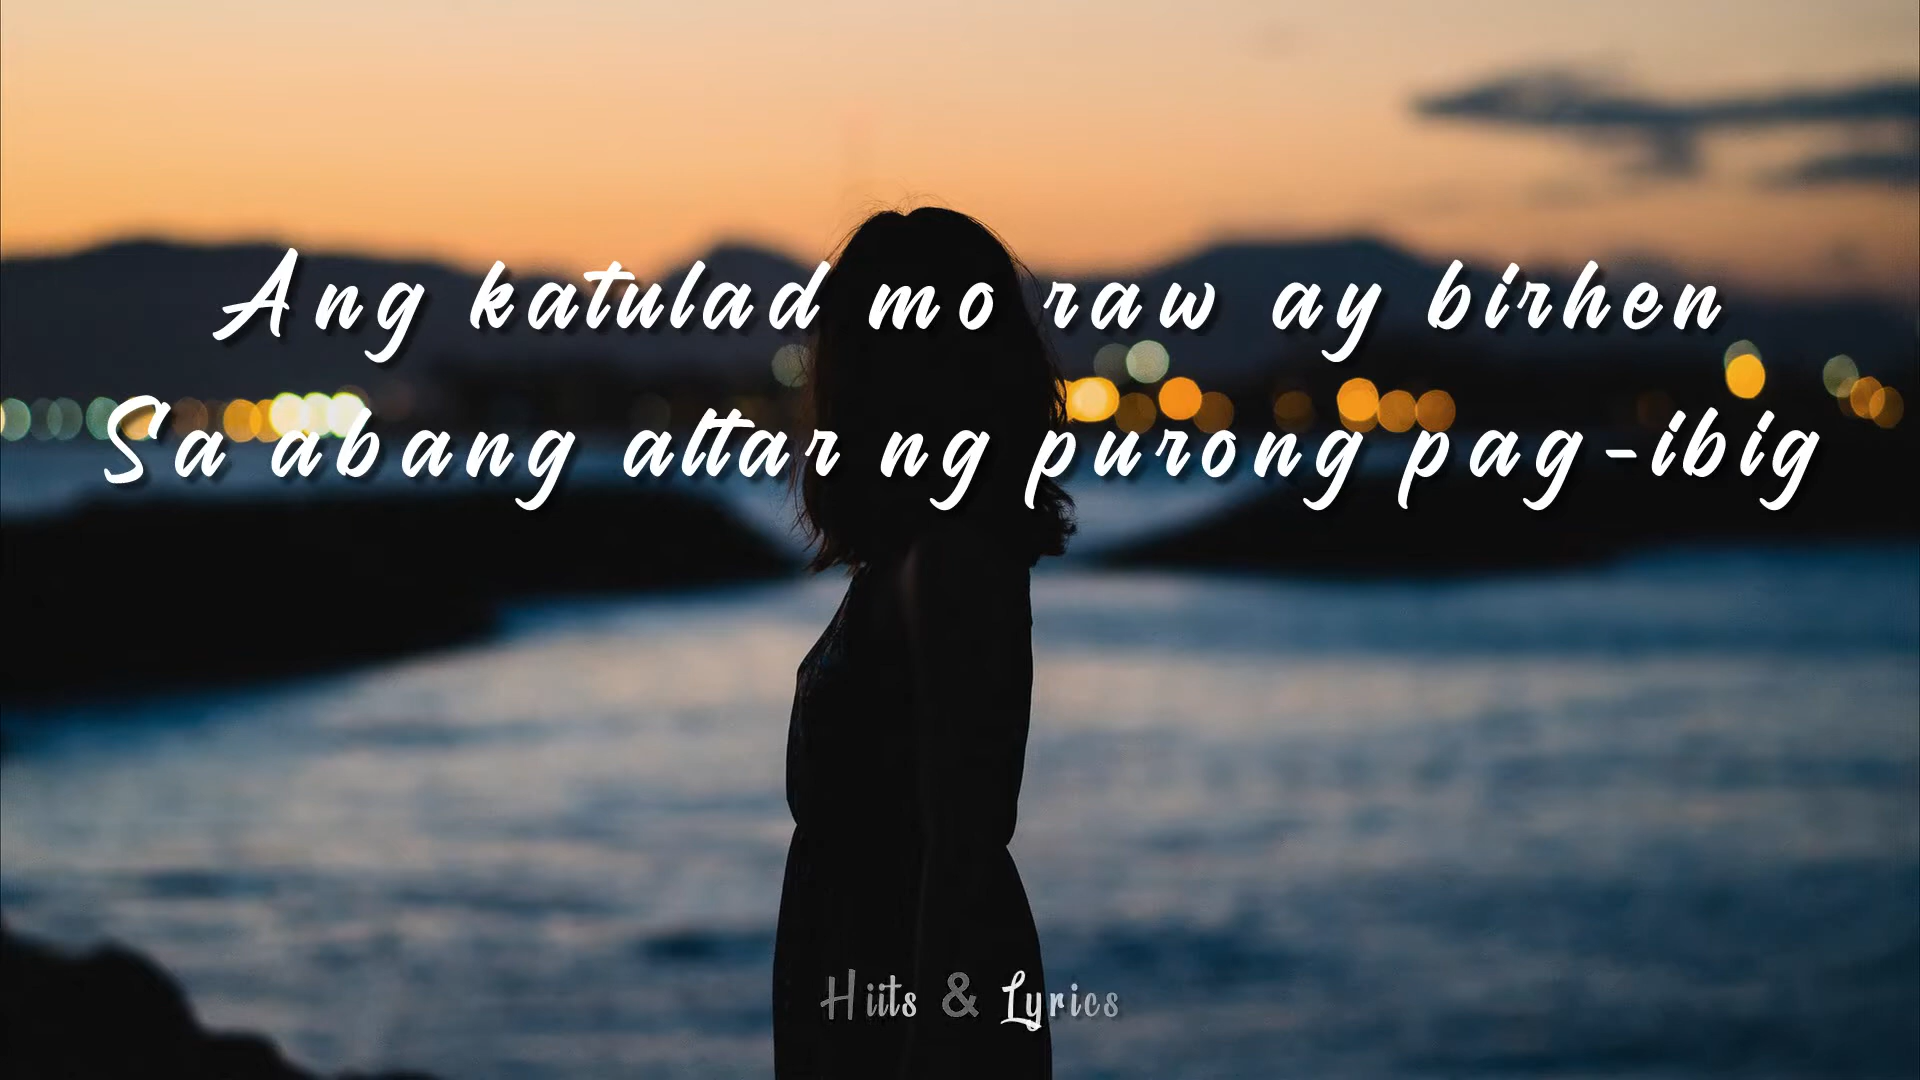 Ang katulad mo raw ay birhen
Sa abang altar ng purong pag-ibig
Hiits & Lyrics